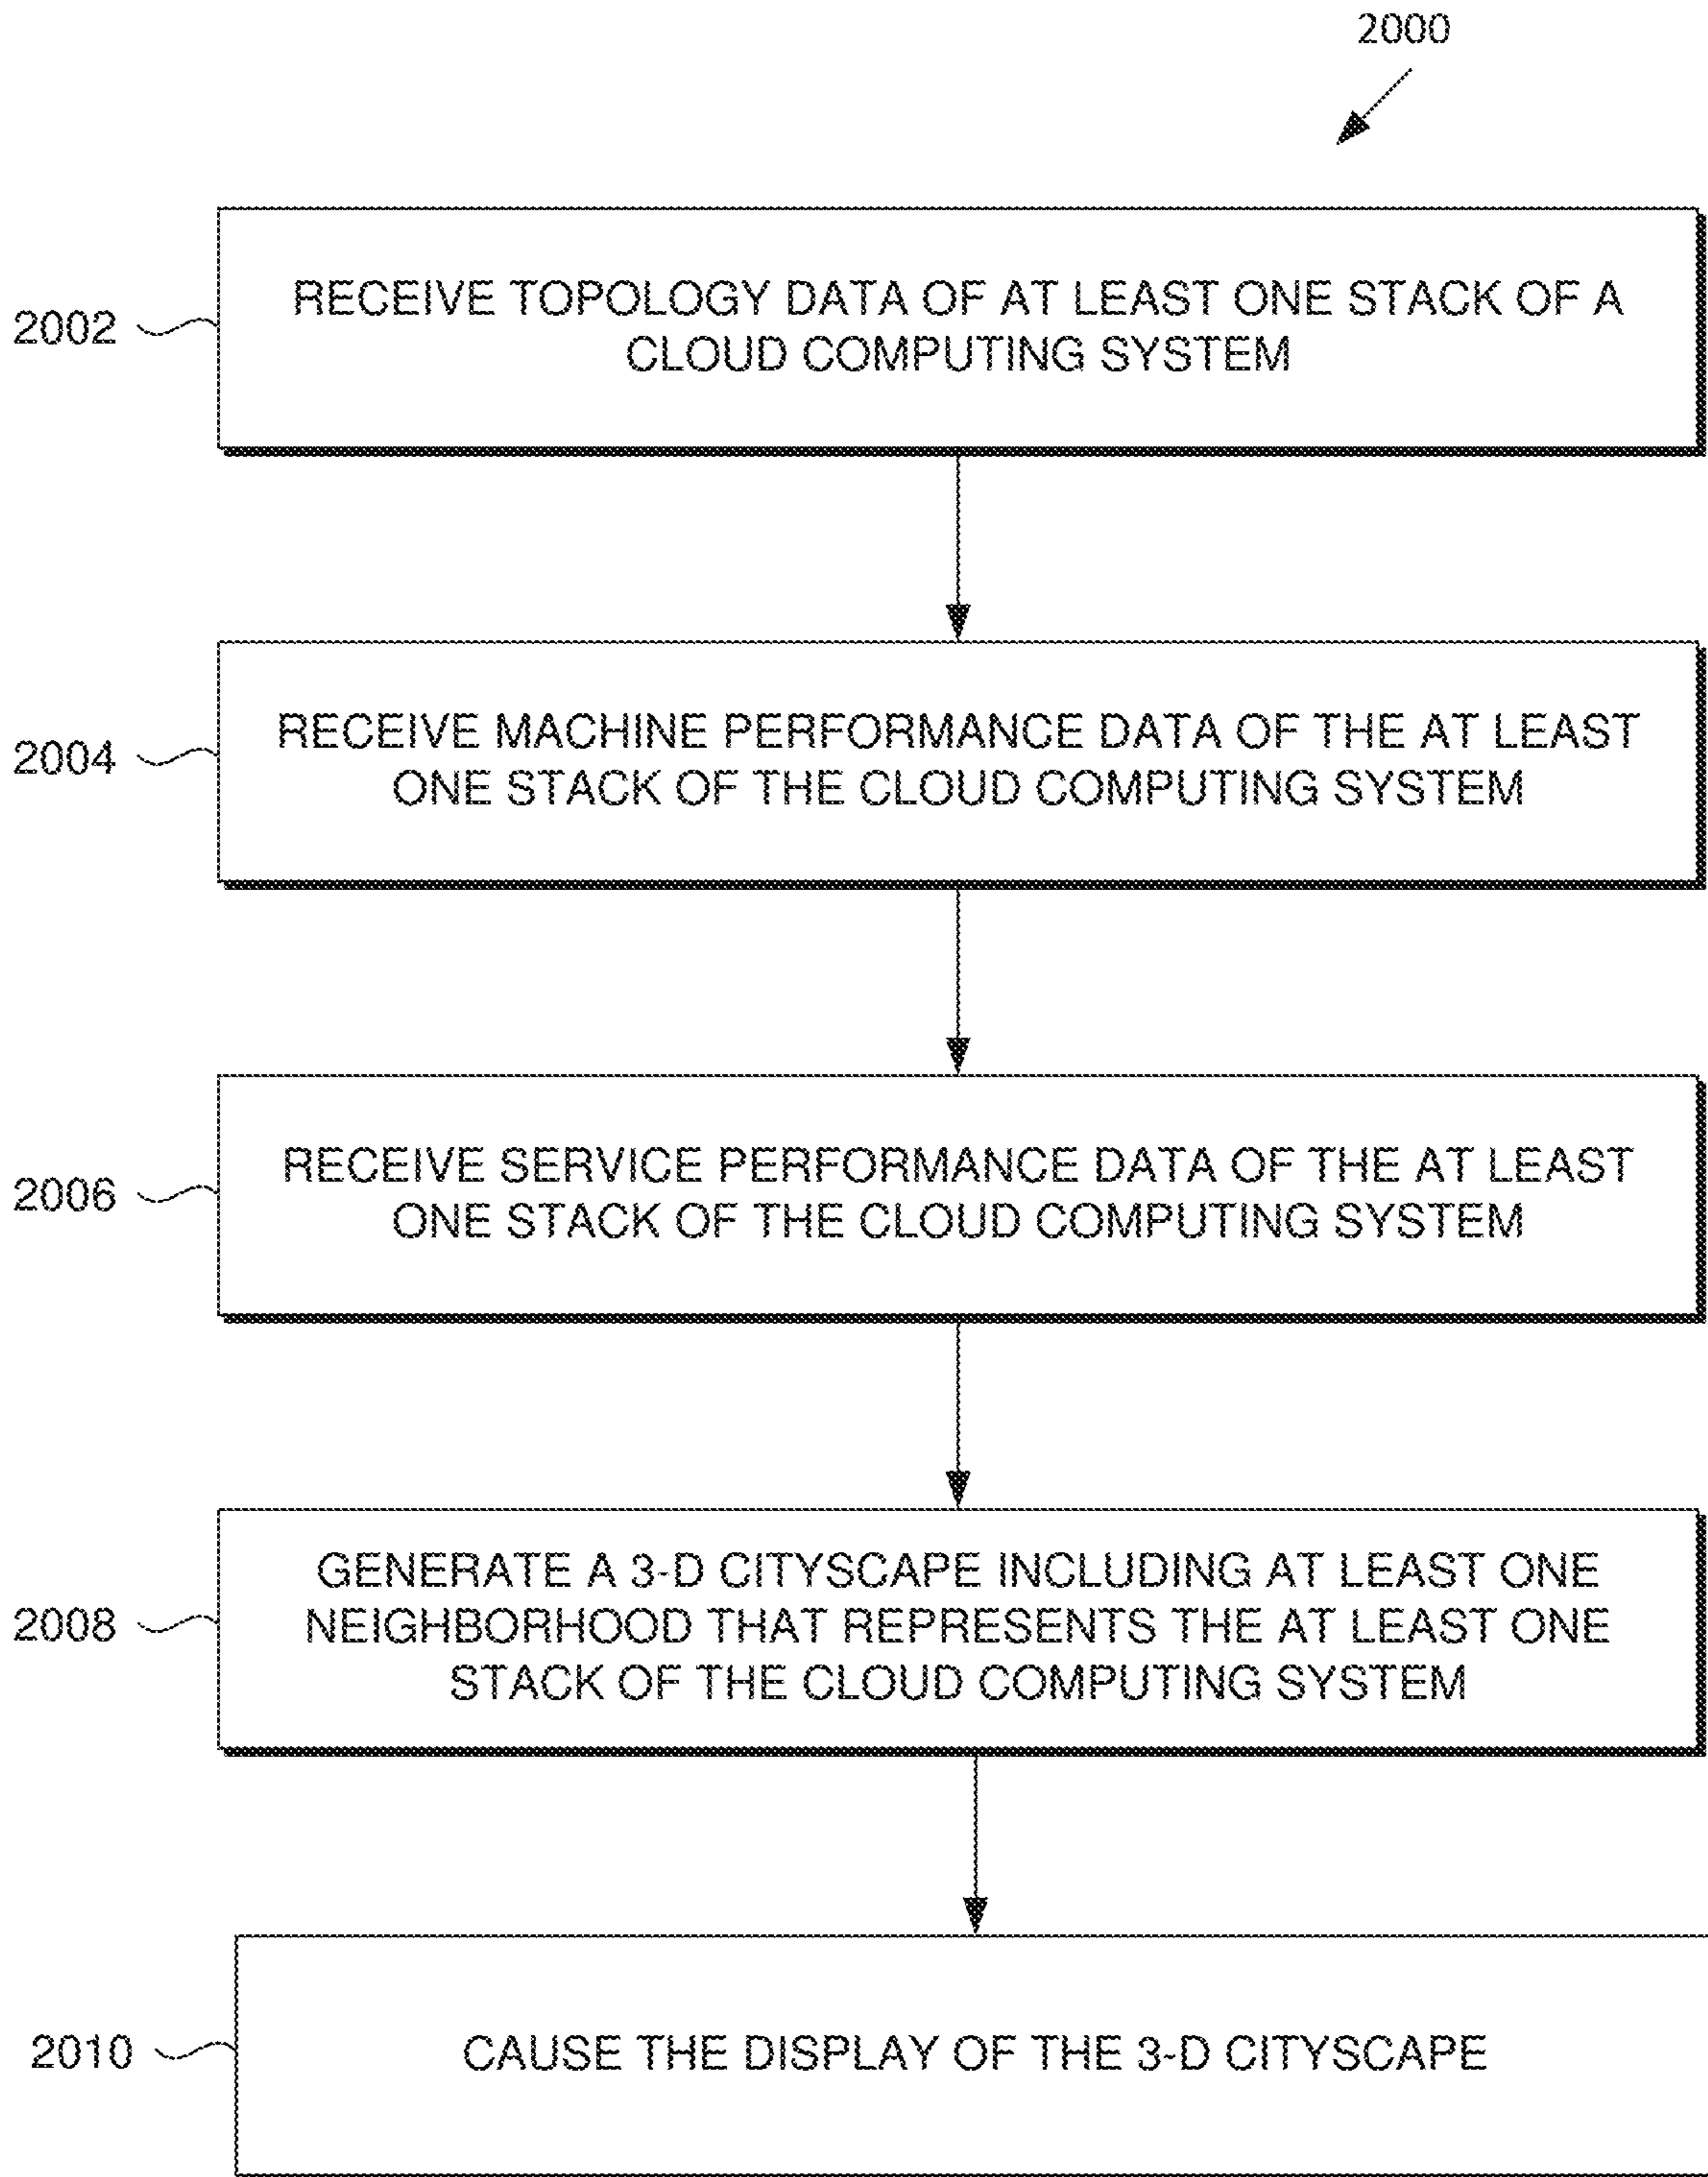 2000
2002
RECEIVE TOPOLOGY DATA OF AT LEAST ONE STACK OF A
CLOUD COMPUTING SYSTEM
2004
RECEIVE MACHINE PERFORMANCE DATA OF THE AT LEAST
ONE STACK OF THE CLOUD COMPUTING SYSTEM
2006
RECEIVE SERVICE PERFORMANCE DATA OF THE AT LEAST
ONE STACK OF THE CLOUD COMPUTING SYSTEM
2008
GENERATE A 3-D CITYSCAPE INCLUDING AT LEAST ONE
NEIGHBORHOOD THAT REPRESENTS THE AT LEAST ONE
STACK OF THE CLOUD COMPUTING SYSTEM
2010
CAUSE THE DISPLAY OF THE 3-D CITYSCAPE